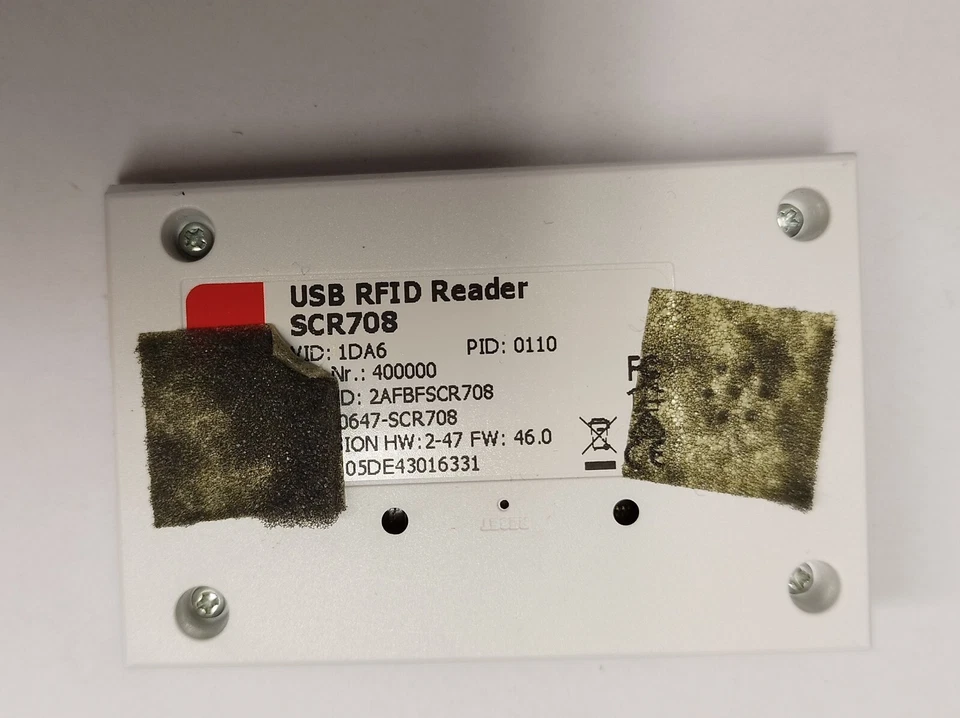 USB RFID Reader
SCR708
VID: 1DA6 PID: 0110
Nr.: 400000
D: 2AFBFSCR708
0647-SCR708
ION HW: 2-47 FW: 46.0
05DE43016331